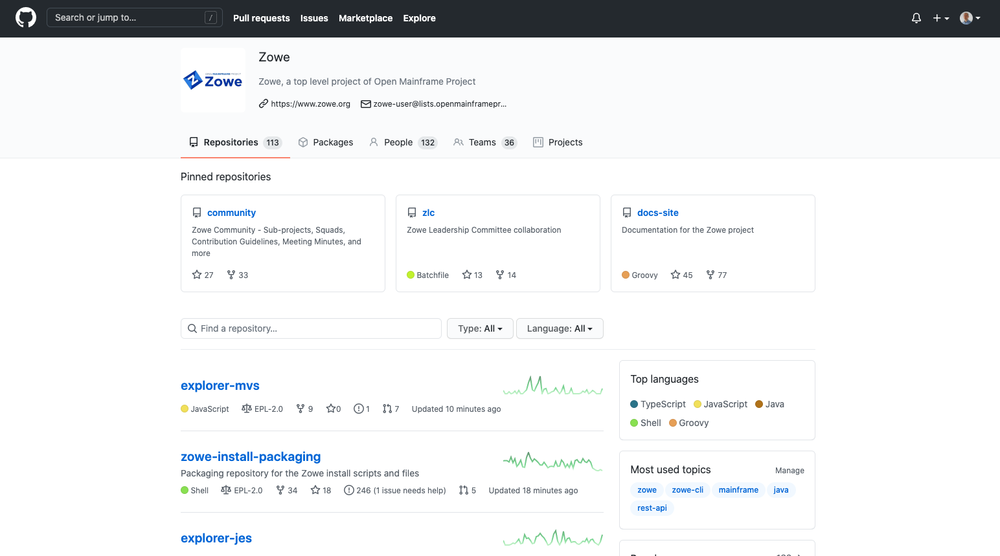 Search or jump to... /
Pull requests Issues Marketplace Explore
OPEN MAINFRAME PROJECT
Zowe
Zowe
Zowe, a top level project of Open Mainframe Project
https://www.zowe.org zowe-user@lists.openmainframepr...
Repositories 113 Packages People 132 Teams 36 Projects
Pinned repositories
community
Zowe Community - Sub-projects, Squads,
Contribution Guidelines, Meeting Minutes, and
more
27 33
zlc
Zowe Leadership Committee collaboration
Batchfile 13 14
docs-site
Documentation for the Zowe project
Groovy 45 77
Find a repository... Type: All Language: All
explorer-mvs
JavaScript EPL-2.0 9 0 1 7 Updated 10 minutes ago
zowe-install-packaging
Packaging repository for the Zowe install scripts and files
Shell EPL-2.0 34 18 246 (1 issue needs help) 5 Updated 18 minutes ago
explorer-jes
Top languages
TypeScript JavaScript Java
Shell Groovy
Most used topics Manage
zowe zowe-cli mainframe java
rest-api